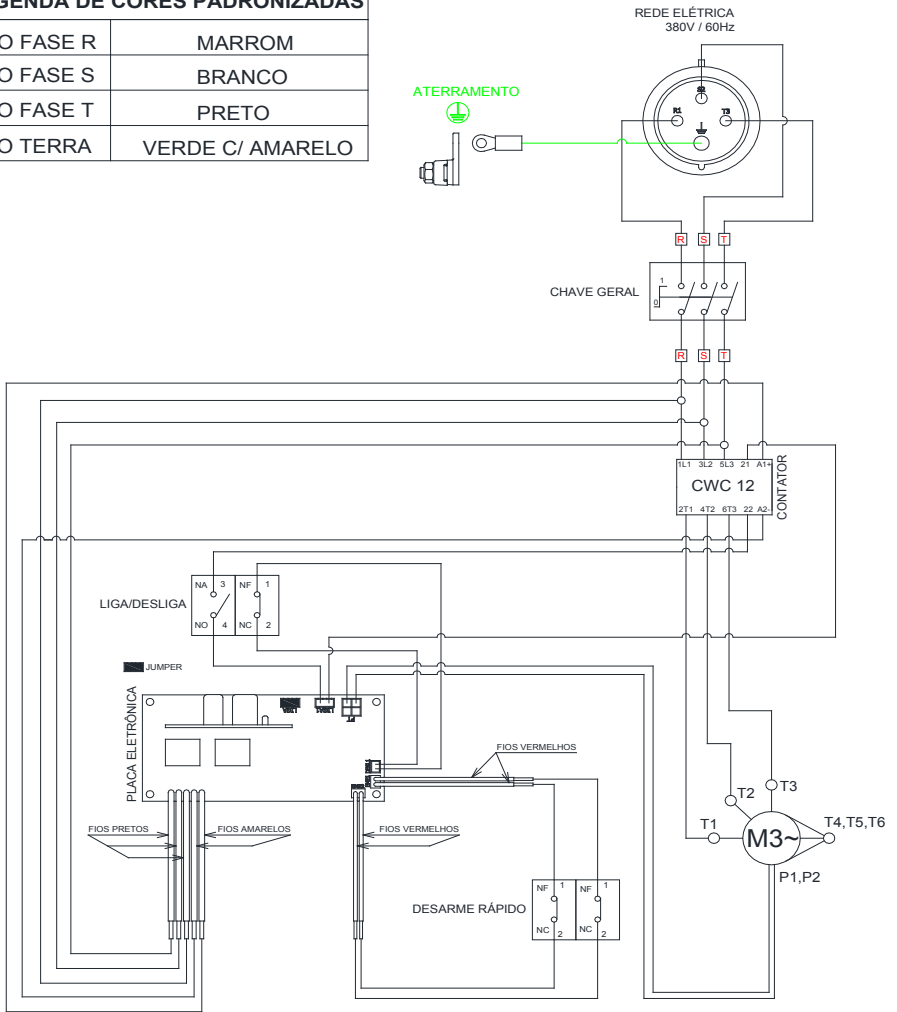 GENDA DE CORES PADRONIZADAS
O FASE R MARROM
O FASE S BRANCO
O FASE T PRETO
O TERRA VERDE C/ AMARELO
REDE ELÉTRICA
380V / 60Hz
ATERRAMENTO
S2
R1 T3
R S T
CHAVE GERAL
1
0
R S T
1L1 3L2 5L3 21 A1+
CWC 12
CONTATOR
2T1 4T2 6T3 22 A2-
LIGA/DESLIGA
NA 3 NF 1
NO 4 NC 2
JUMPER
PLACA ELETRÔNICA
PT
FIOS VERMELHOS
FIOS PRETOS
FIOS AMARELOS
FIOS VERMELHOS
T1
T2
T3
M3~
T4,T5,T6
P1,P2
DESARME RÁPIDO
NF 1 NF 1
NC 2 NC 2